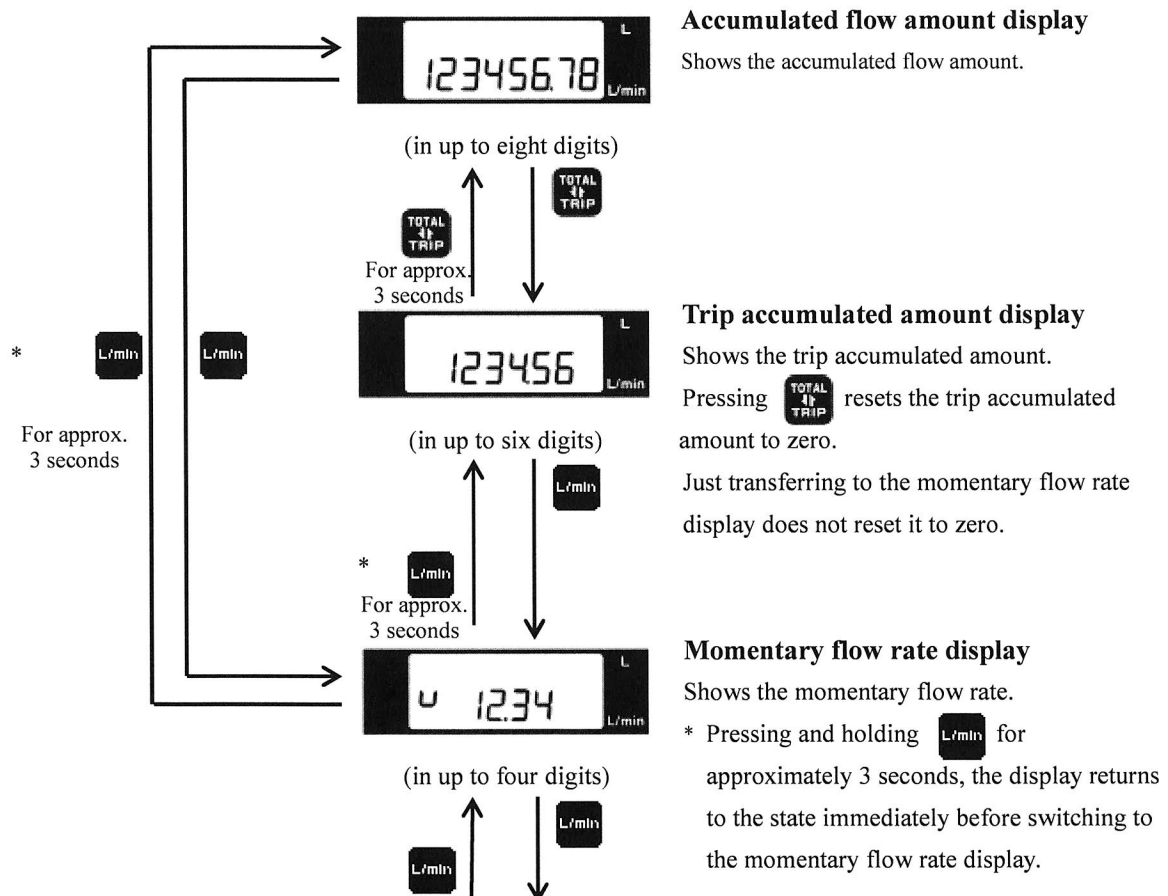 Accumulated flow amount display
Shows the accumulated flow amount.
L
123456.78
L/min
(in up to eight digits)
TOTAL
TRIP
TOTAL
TRIP
For approx.
3 seconds
Trip accumulated amount display
Shows the trip accumulated amount.
Pressing TOTAL TRIP resets the trip accumulated
amount to zero.
Just transferring to the momentary flow rate
display does not reset it to zero.
L
1234.56
L/min
* L/min
L/min
For approx.
3 seconds
(in up to six digits)
L/min
* L/min
For approx.
3 seconds
Momentary flow rate display
Shows the momentary flow rate.
* Pressing and holding L/min for
approximately 3 seconds, the display returns
to the state immediately before switching to
the momentary flow rate display.
L
u 12.34
L/min
(in up to four digits)
L/min
L/min